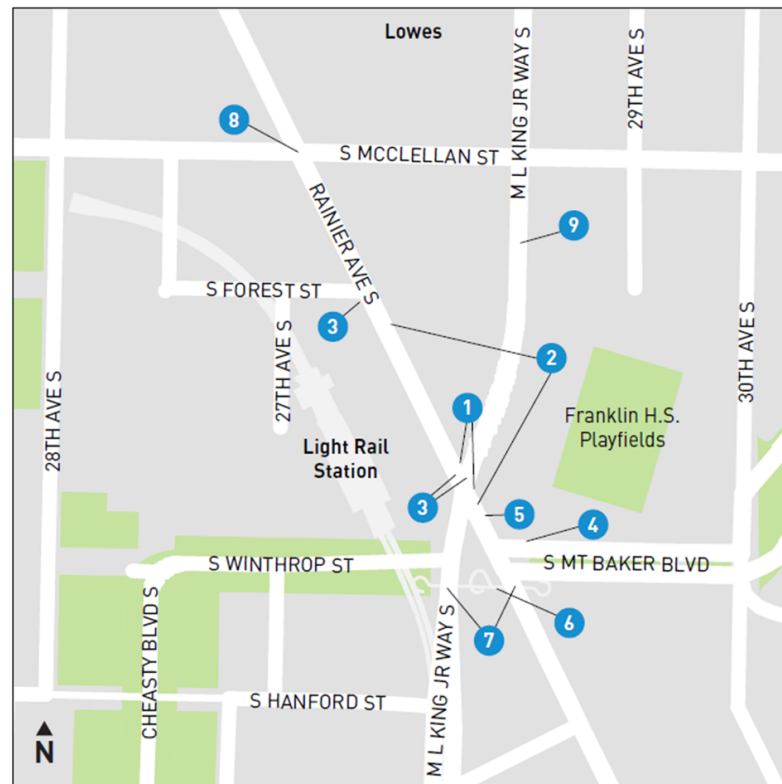 Lowes
M L KING JR WAY S
29TH AVE S
8
S MCCLELLAN ST
RAINIER AVE S
9
S FOREST ST
3
2
27TH AVE S
30TH AVE S
28TH AVE S
1
Franklin H.S.
Playfields
Light Rail
Station
3
5
4
S WINTHROP ST
S MT BAKER BLVD
6
7
CHEASTY BLVD S
S HANFORD ST
M L KING JR WAY S
N